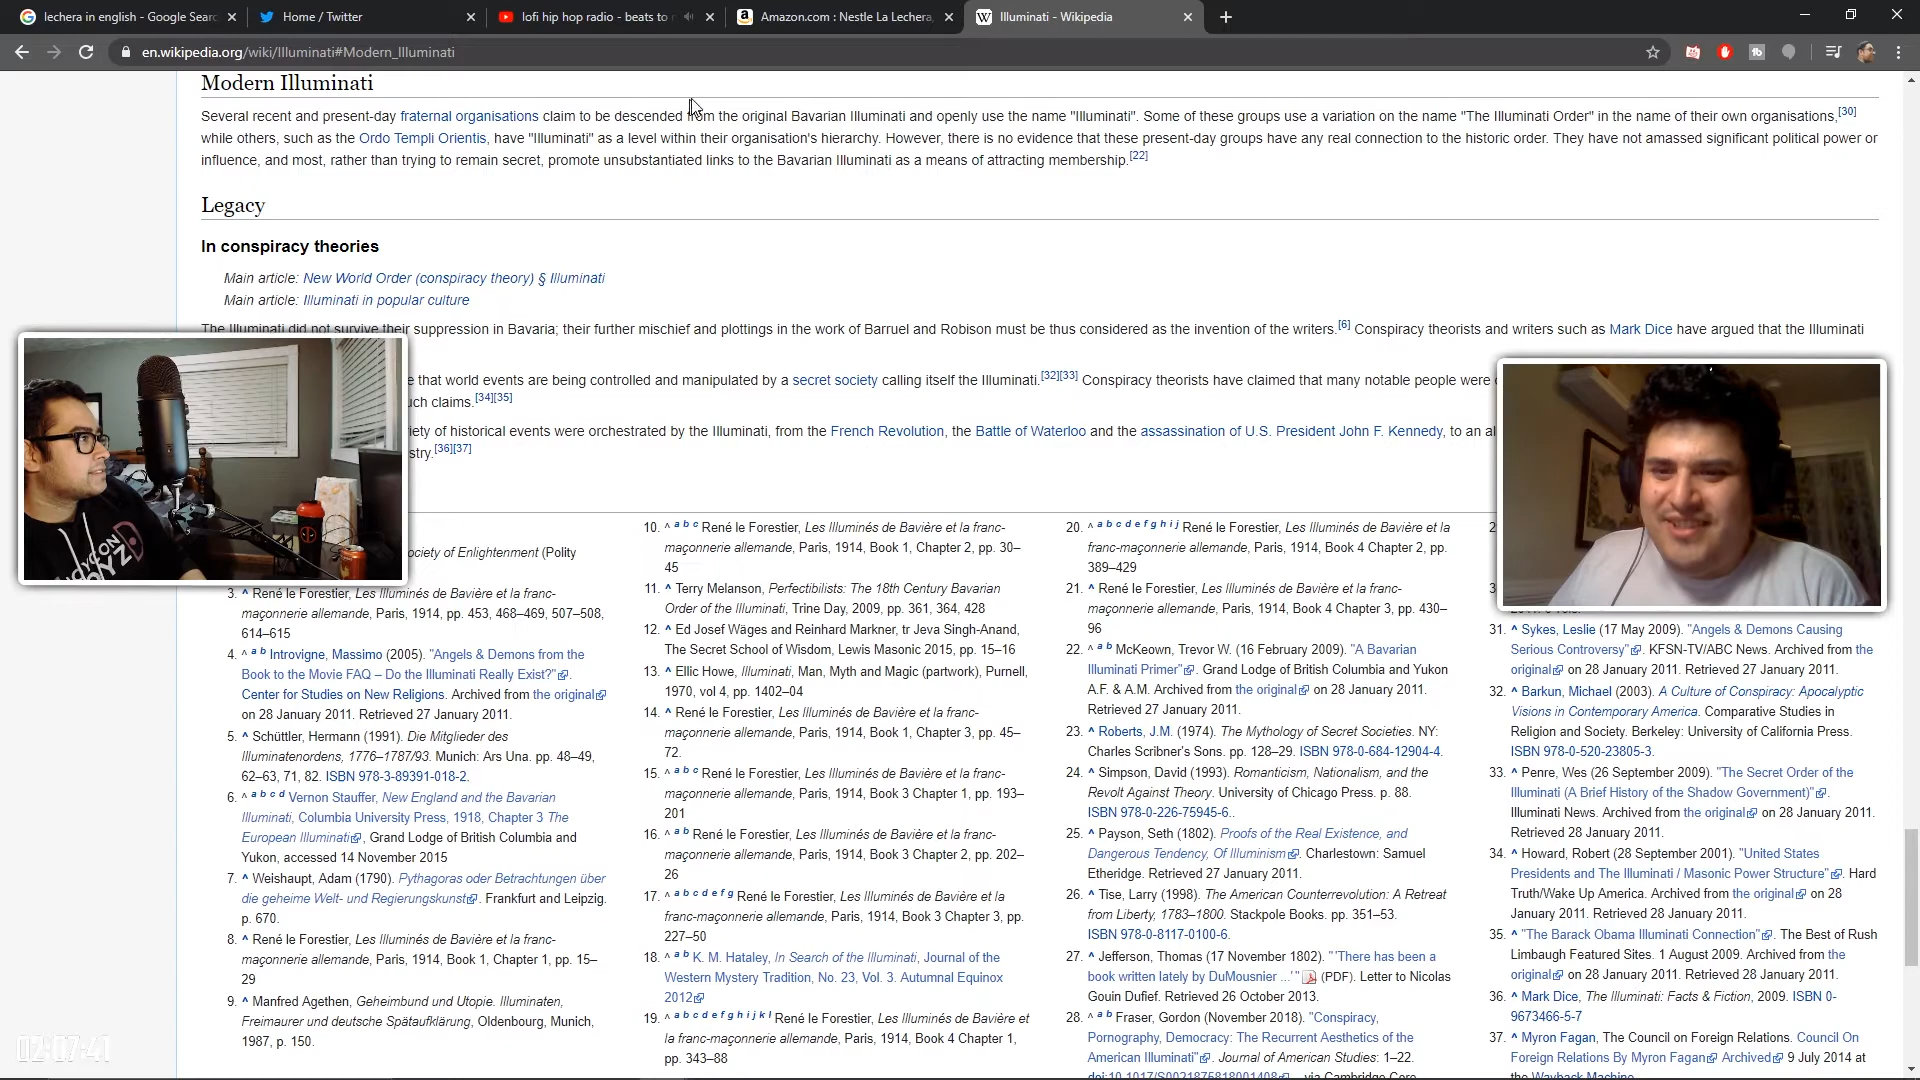 lechera in english - Google Searc
Home / Twitter
lofi hip hop radio - beats to r
Amazon.com : Nestle La Lechera,
Illuminati - Wikipedia
en.wikipedia.org/wiki/Illuminati#Modern_Illuminati
Modern Illuminati
Several recent and present-day fraternal organisations claim to be descended from the original Bavarian Illuminati and openly use the name "Illuminati". Some of these groups use a variation on the name "The Illuminati Order" in the name of their own organisations,[30]
while others, such as the Ordo Templi Orientis, have "Illuminati" as a level within their organisation's hierarchy. However, there is no evidence that these present-day groups have any real connection to the historic order. They have not amassed significant political power or
influence, and most, rather than trying to remain secret, promote unsubstantiated links to the Bavarian Illuminati as a means of attracting membership.[22]
Legacy
In conspiracy theories
Main article: New World Order (conspiracy theory) § Illuminati
Main article: Illuminati in popular culture
The Illuminati did not survive their suppression in Bavaria; their further mischief and plottings in the work of Barruel and Robison must be thus considered as the invention of the writers.[6] Conspiracy theorists and writers such as Mark Dice have argued that the Illuminati
e that world events are being controlled and manipulated by a secret society calling itself the Illuminati.[32][33] Conspiracy theorists have claimed that many notable people were
uch claims.[34][35]
iety of historical events were orchestrated by the Illuminati, from the French Revolution, the Battle of Waterloo and the assassination of U.S. President John F. Kennedy, to an al
stry.[36][37]
ociety of Enlightenment (Polity
3. ^ René le Forestier, Les Illuminés de Bavière et la franc-
maçonnerie allemande, Paris, 1914, pp. 453, 468–469, 507–508,
614–615
4. ^ a b Introvigne, Massimo (2005). "Angels & Demons from the
Book to the Movie FAQ – Do the Illuminati Really Exist?".
Center for Studies on New Religions. Archived from the original
on 28 January 2011. Retrieved 27 January 2011.
5. ^ Schüttler, Hermann (1991). Die Mitglieder des
Illuminatenordens, 1776–1787/93. Munich: Ars Una. pp. 48–49,
62–63, 71, 82. ISBN 978-3-89391-018-2.
6. ^ a b c d Vernon Stauffer, New England and the Bavarian
Illuminati, Columbia University Press, 1918, Chapter 3 The
European Illuminati, Grand Lodge of British Columbia and
Yukon, accessed 14 November 2015
7. ^ Weishaupt, Adam (1790). Pythagoras oder Betrachtungen über
die geheime Welt- und Regierungskunst. Frankfurt and Leipzig.
p. 670.
8. ^ René le Forestier, Les Illuminés de Bavière et la franc-
maçonnerie allemande, Paris, 1914, Book 1, Chapter 1, pp. 15–
29
9. ^ Manfred Agethen, Geheimbund und Utopie. Illuminaten,
Freimaurer und deutsche Spätaufklärung, Oldenbourg, Munich,
1987, p. 150.
10. ^ a b c René le Forestier, Les Illuminés de Bavière et la franc-
maçonnerie allemande, Paris, 1914, Book 1, Chapter 2, pp. 30–
45
11. ^ Terry Melanson, Perfectibilists: The 18th Century Bavarian
Order of the Illuminati, Trine Day, 2009, pp. 361, 364, 428
12. ^ Ed Josef Wäges and Reinhard Markner, tr Jeva Singh-Anand,
The Secret School of Wisdom, Lewis Masonic 2015, pp. 15–16
13. ^ Ellic Howe, Illuminati, Man, Myth and Magic (partwork), Purnell,
1970, vol 4, pp. 1402–04
14. ^ René le Forestier, Les Illuminés de Bavière et la franc-
maçonnerie allemande, Paris, 1914, Book 1, Chapter 3, pp. 45–
72.
15. ^ a b c René le Forestier, Les Illuminés de Bavière et la franc-
maçonnerie allemande, Paris, 1914, Book 3 Chapter 1, pp. 193–
201
16. ^ a b René le Forestier, Les Illuminés de Bavière et la franc-
maçonnerie allemande, Paris, 1914, Book 3 Chapter 2, pp. 202–
26
17. ^ a b c d e f g René le Forestier, Les Illuminés de Bavière et la
franc-maçonnerie allemande, Paris, 1914, Book 3 Chapter 3, pp.
227–50
18. ^ a b K. M. Hataley, In Search of the Illuminati, Journal of the
Western Mystery Tradition, No. 23, Vol. 3. Autumnal Equinox
2012
19. ^ a b c d e f g h i j k l René le Forestier, Les Illuminés de Bavière et
la franc-maçonnerie allemande, Paris, 1914, Book 4 Chapter 1,
pp. 343–88
20. ^ a b c d e f g h i j René le Forestier, Les Illuminés de Bavière et la
franc-maçonnerie allemande, Paris, 1914, Book 4 Chapter 2, pp.
389–429
21. ^ René le Forestier, Les Illuminés de Bavière et la franc-
maçonnerie allemande, Paris, 1914, Book 4 Chapter 3, pp. 430–
96
22. ^ a b McKeown, Trevor W. (16 February 2009). "A Bavarian
Illuminati Primer". Grand Lodge of British Columbia and Yukon
A.F. & A.M. Archived from the original on 28 January 2011.
Retrieved 27 January 2011.
23. ^ Roberts, J.M. (1974). The Mythology of Secret Societies. NY:
Charles Scribner's Sons. pp. 128–29. ISBN 978-0-684-12904-4.
24. ^ Simpson, David (1993). Romanticism, Nationalism, and the
Revolt Against Theory. University of Chicago Press. p. 88.
ISBN 978-0-226-75945-6..
25. ^ Payson, Seth (1802). Proofs of the Real Existence, and
Dangerous Tendency, Of Illuminism. Charlestown: Samuel
Etheridge. Retrieved 27 January 2011.
26. ^ Tise, Larry (1998). The American Counterrevolution: A Retreat
from Liberty, 1783–1800. Stackpole Books. pp. 351–53.
ISBN 978-0-8117-0100-6.
27. ^ Jefferson, Thomas (17 November 1802). "'There has been a
book written lately by DuMousnier ...'" (PDF). Letter to Nicolas
Gouin Dufief. Retrieved 26 October 2013.
28. ^ a b Fraser, Gordon (November 2018). "Conspiracy,
Pornography, Democracy: The Recurrent Aesthetics of the
American Illuminati". Journal of American Studies: 1–22.
doi:10.1017/S0021875818001408 – via Cambridge Core.
31. ^ Sykes, Leslie (17 May 2009). "Angels & Demons Causing
Serious Controversy". KFSN-TV/ABC News. Archived from the
original on 28 January 2011. Retrieved 27 January 2011.
32. ^ Barkun, Michael (2003). A Culture of Conspiracy: Apocalyptic
Visions in Contemporary America. Comparative Studies in
Religion and Society. Berkeley: University of California Press.
ISBN 978-0-520-23805-3.
33. ^ Penre, Wes (26 September 2009). "The Secret Order of the
Illuminati (A Brief History of the Shadow Government)".
Illuminati News. Archived from the original on 28 January 2011.
Retrieved 28 January 2011.
34. ^ Howard, Robert (28 September 2001). "United States
Presidents and The Illuminati / Masonic Power Structure". Hard
Truth/Wake Up America. Archived from the original on 28
January 2011. Retrieved 28 January 2011.
35. ^ "The Barack Obama Illuminati Connection". The Best of Rush
Limbaugh Featured Sites. 1 August 2009. Archived from the
original on 28 January 2011. Retrieved 28 January 2011.
36. ^ Mark Dice, The Illuminati: Facts & Fiction, 2009. ISBN 0-
9673466-5-7
37. ^ Myron Fagan, The Council on Foreign Relations. Council On
Foreign Relations By Myron Fagan Archived 9 July 2014 at
the Wayback Machine
02:07:41